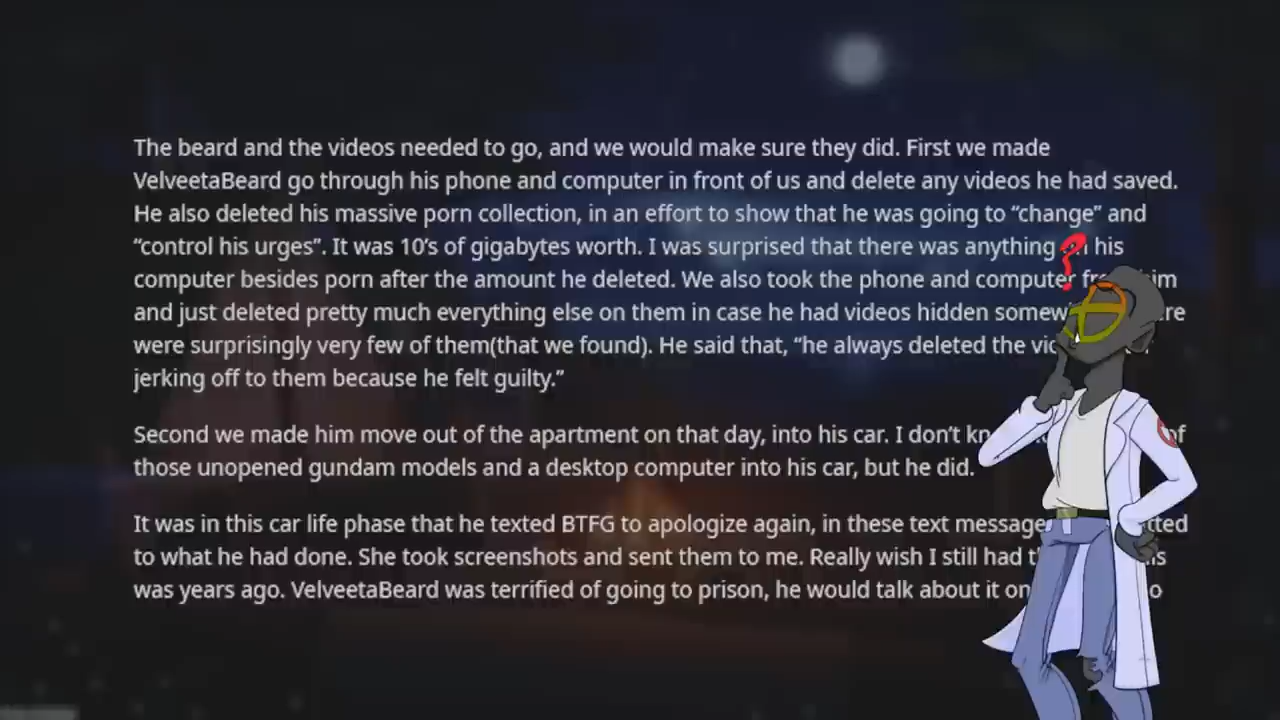 The beard and the videos needed to go, and we would make sure they did. First we made
VelveetaBeard go through his phone and computer in front of us and delete any videos he had saved.
He also deleted his massive porn collection, in an effort to show that he was going to “change” and
“control his urges”. It was 10’s of gigabytes worth. I was surprised that there was anything his
computer besides porn after the amount he deleted. We also took the phone and computer
and just deleted pretty much everything else on them in case he had videos hidden
were surprisingly very few of them(that we found). He said that, “he always deleted the
jerking off to them because he felt guilty.”
Second we made him move out of the apartment on that day, into his car. I don’t of
those unopened gundam models and a desktop computer into his car, but he did.
It was in this car life phase that he texted BTFG to apologize again, in these text
to what he had done. She took screenshots and sent them to me. Really wish I still had
was years ago. VelveetaBeard was terrified of going to prison, he would talk about it
?